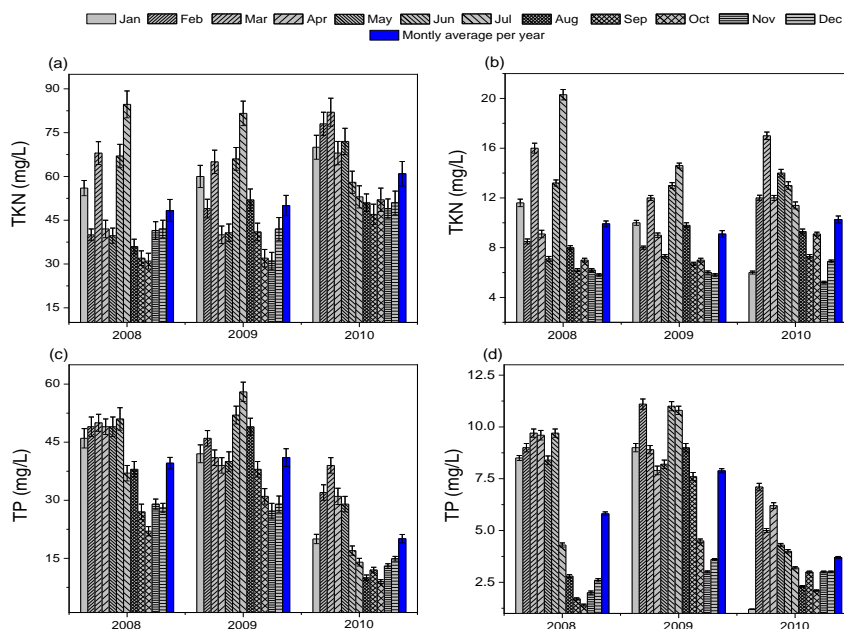 Jan Feb Mar Apr May Jun Jul Aug Sep Oct Nov Dec
Montly average per year
(a)
TKN (mg/L)
90
75
60
45
30
15
2008 2009 2010
(b)
TKN (mg/L)
20
16
12
8
4
2008 2009 2010
(c)
TP (mg/L)
60
45
30
15
2008 2009 2010
(d)
TP (mg/L)
12.5
10.0
7.5
5.0
2.5
2008 2009 2010